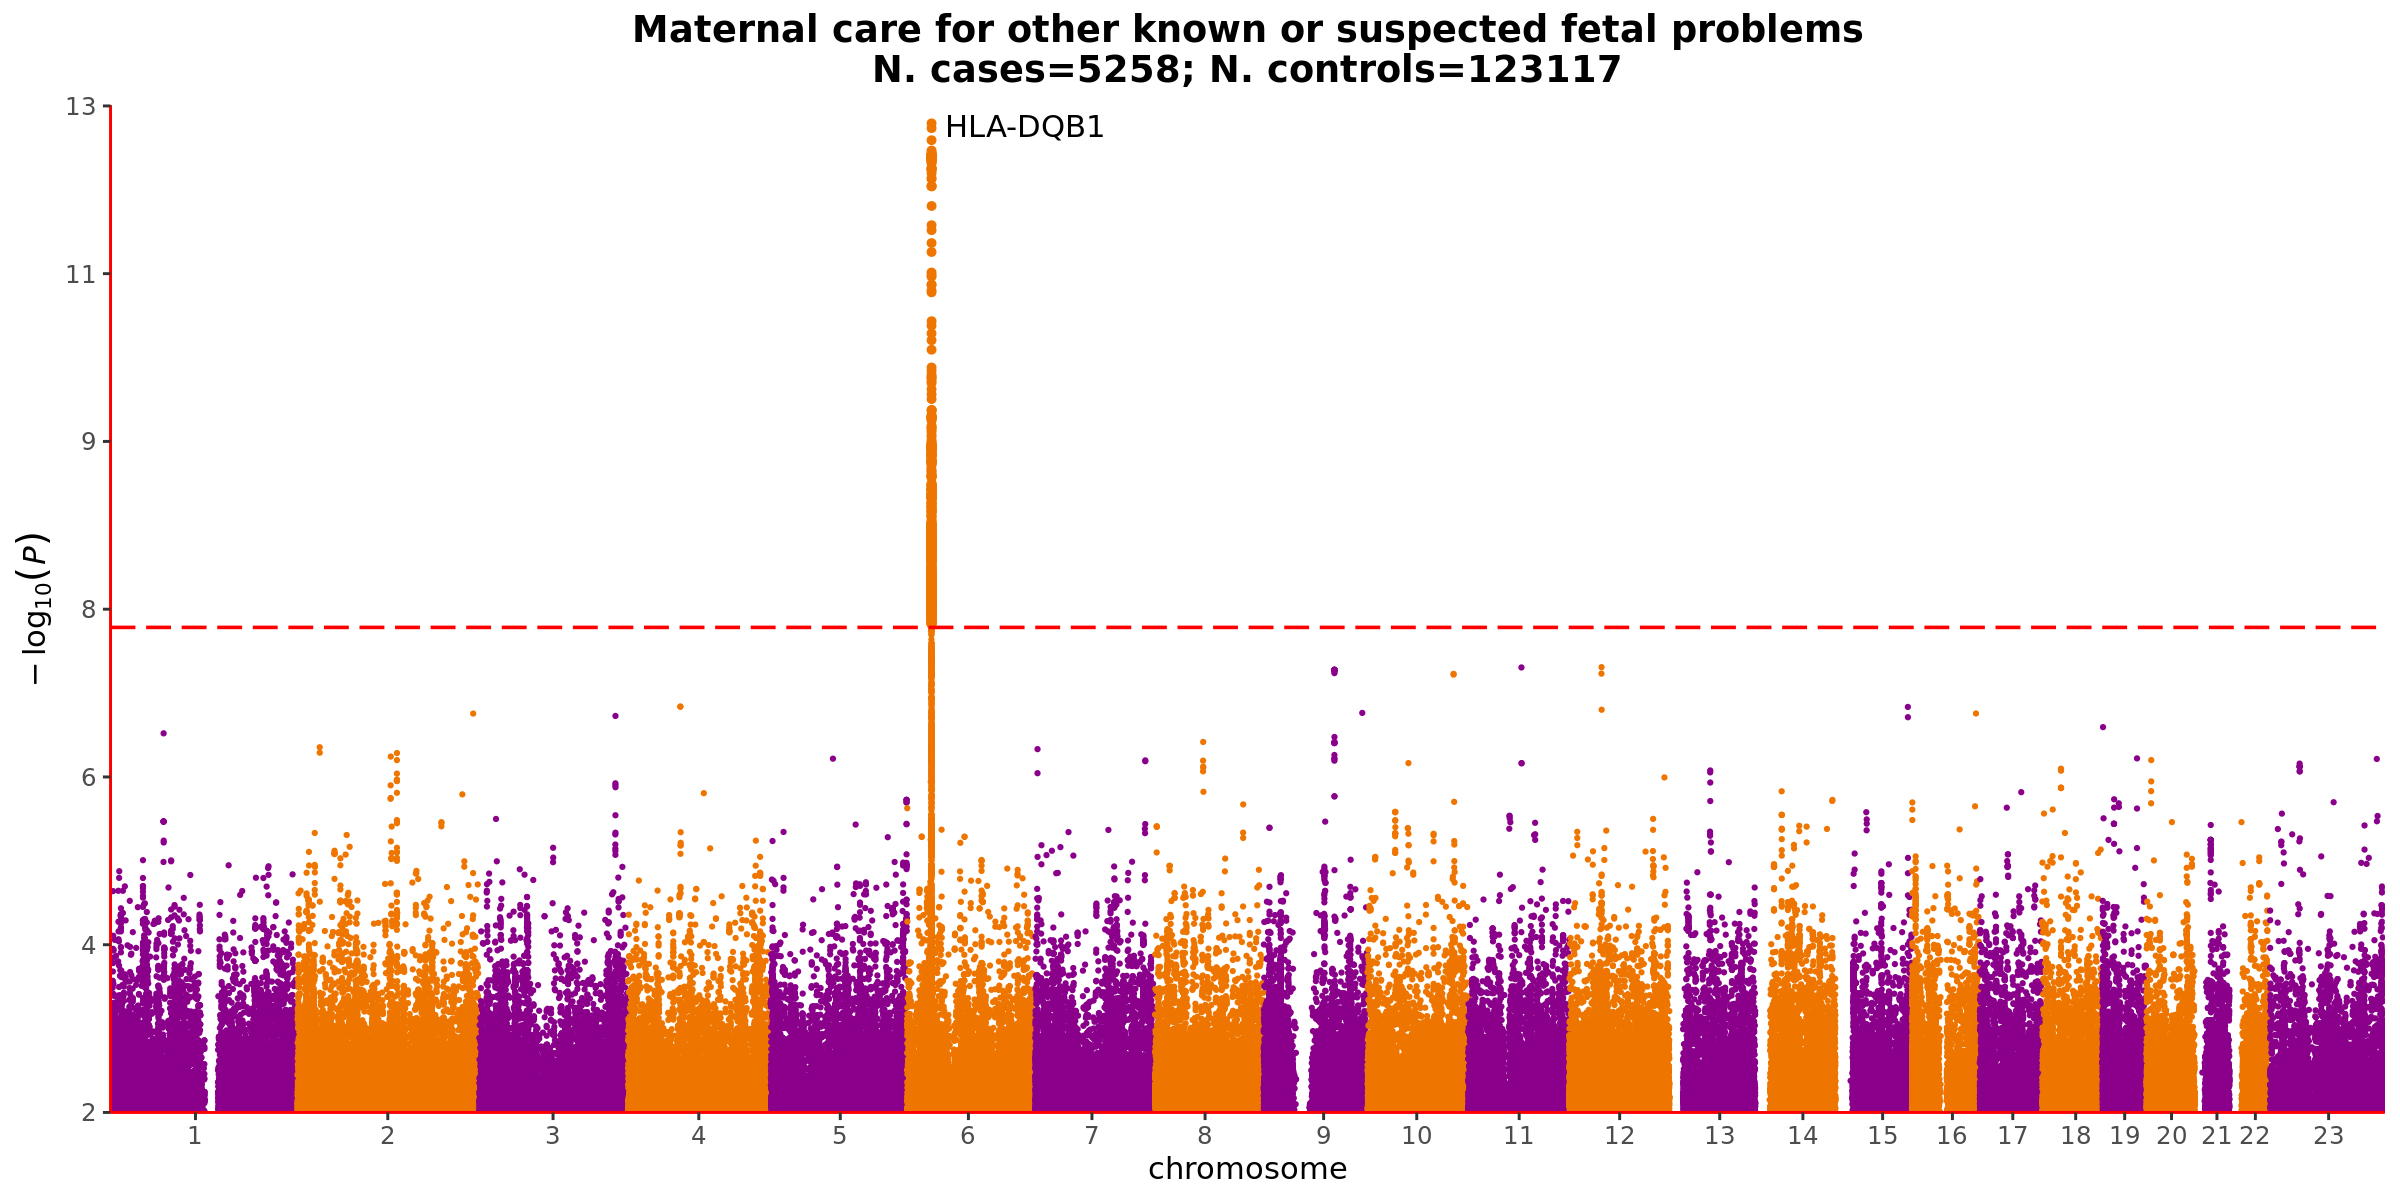 Maternal care for other known or suspected fetal problems
N. cases=5258; N. controls=123117
13
HLA-DQB1
11
9
8
6
4
2
−log10(P)
1 2 3 4 5 6 7 8 9 10 11 12 13 14 15 16 17 18 19 20 21 22 23
chromosome